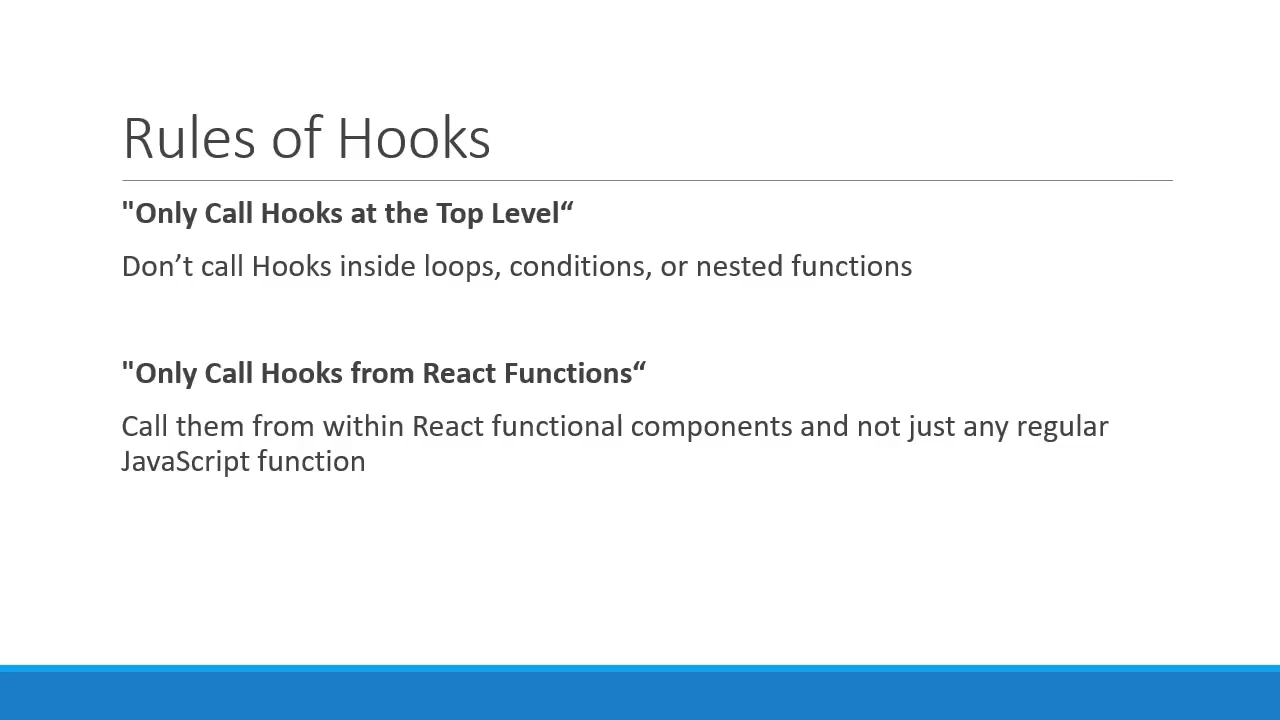 Rules of Hooks
"Only Call Hooks at the Top Level“
Don’t call Hooks inside loops, conditions, or nested functions
"Only Call Hooks from React Functions“
Call them from within React functional components and not just any regular
JavaScript function